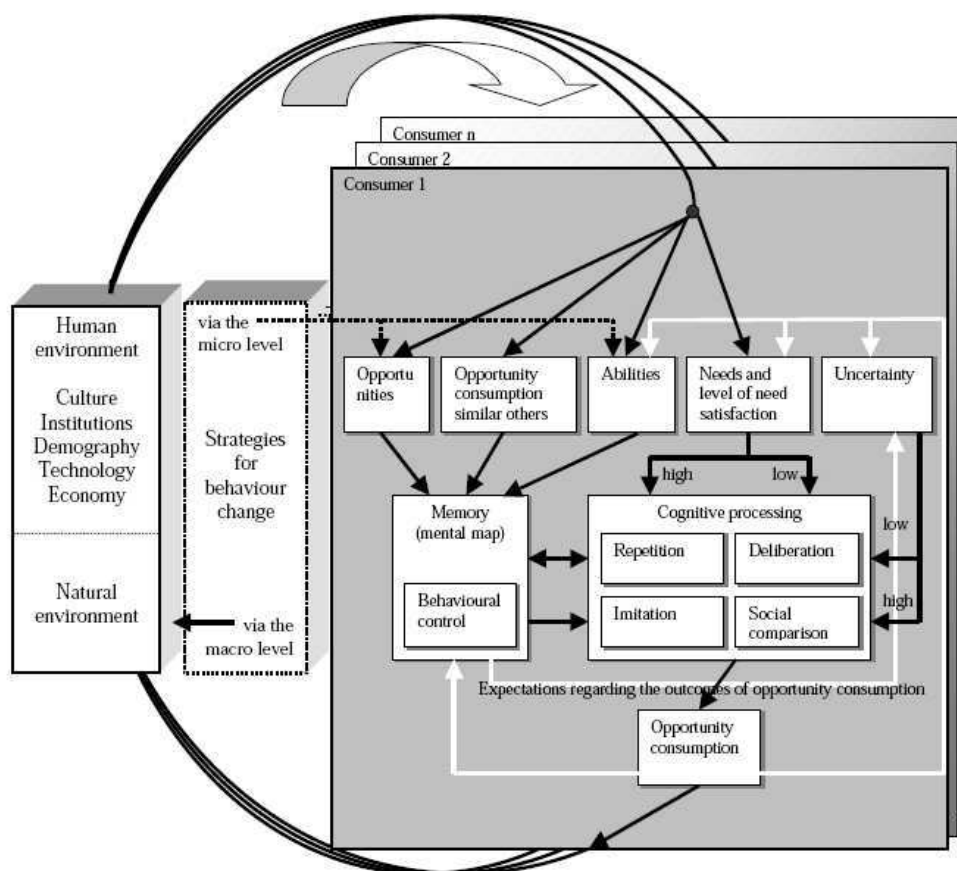 Consumer n
Consumer 2
Consumer 1
Human
environment
Culture
Institutions
Demography
Technology
Economy
Natural
environment
via the
micro level
Strategies
for
behaviour
change
via the
macro level
Opportu
nities
Opportunity
consumption
similar others
Abilities
Needs and
level of need
satisfaction
Uncertainty
high
low
Memory
(mental map)
Behavioural
control
Cognitive processing
Repetition
Deliberation
Imitation
Social
comparison
low
high
Expectations regarding the outcomes of opportunity consumption
Opportunity
consumption